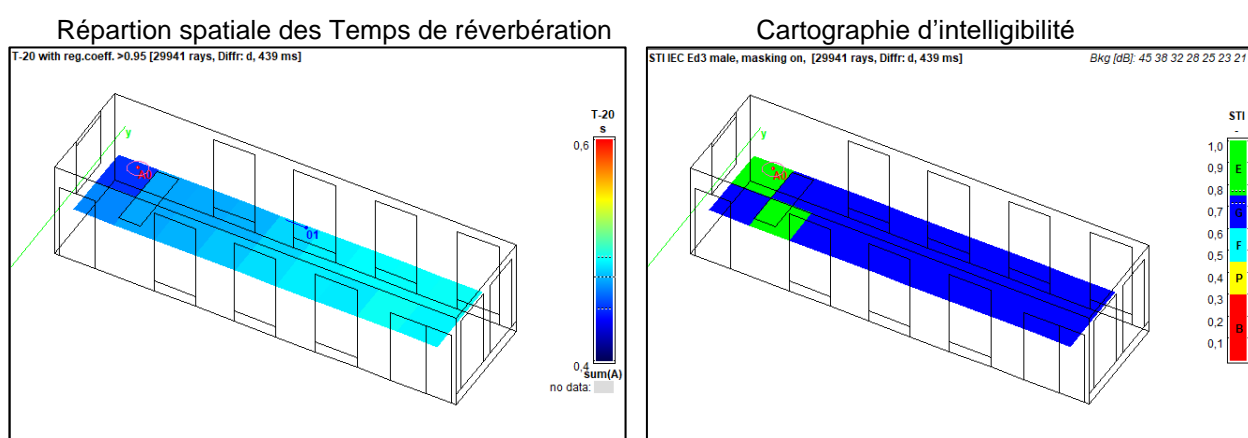 Répartion spatiale des Temps de réverbération
Cartographie d'intelligibilité
T-20 with reg.coeff. >0.95 [29941 rays, Diffr: d, 439 ms]
y
A0
01
T-20
s
0,6
0,4
sum(A)
no data:
STI IEC Ed3 male, masking on, [29941 rays, Diffr: d, 439 ms]
Bkg [dB]: 45 38 32 28 25 23 21
y
A0
STI
-
1,0
0,9
E
0,8
0,7
G
0,6
0,5
F
0,4
P
0,3
0,2
B
0,1